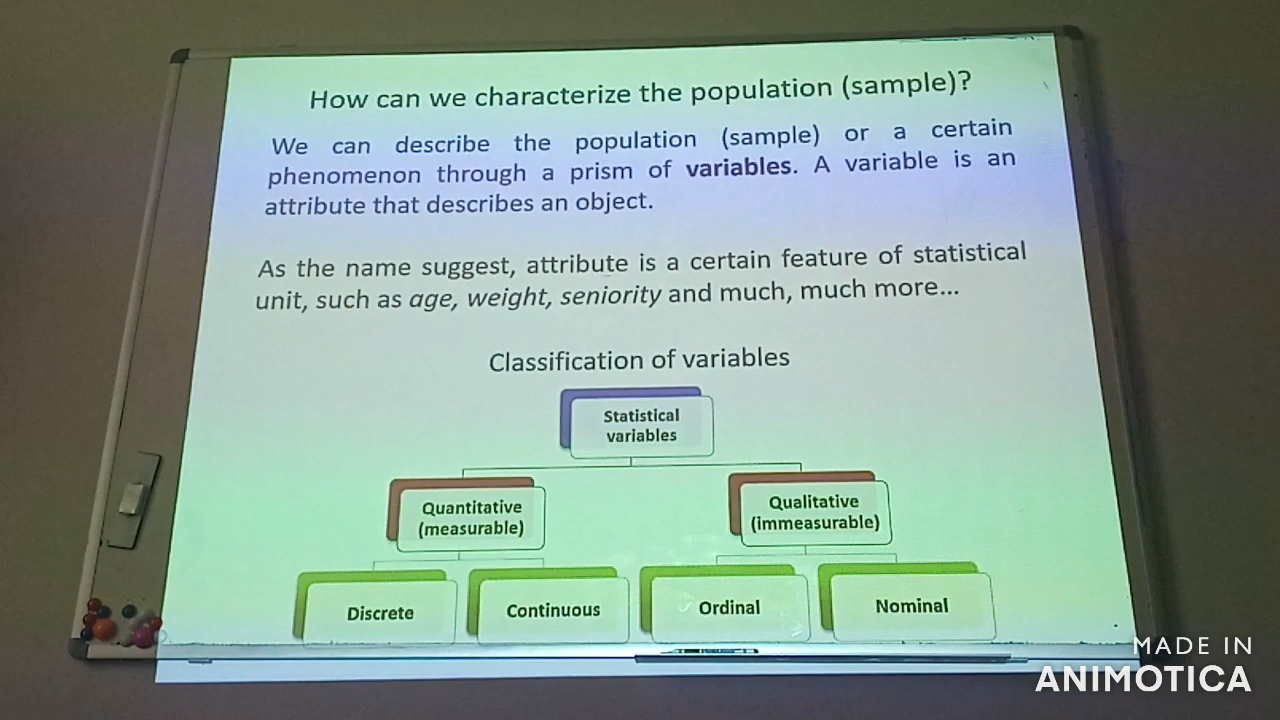 How can we characterize the population (sample)?
We can describe the population (sample) or a certain
phenomenon through a prism of variables. A variable is an
attribute that describes an object.
As the name suggest, attribute is a certain feature of statistical
unit, such as age, weight, seniority and much, much more...
Classification of variables
Statistical
variables
Quantitative
(measurable)
Qualitative
(immeasurable)
Discrete
Continuous
Ordinal
Nominal
MADE IN
ANIMOTICA